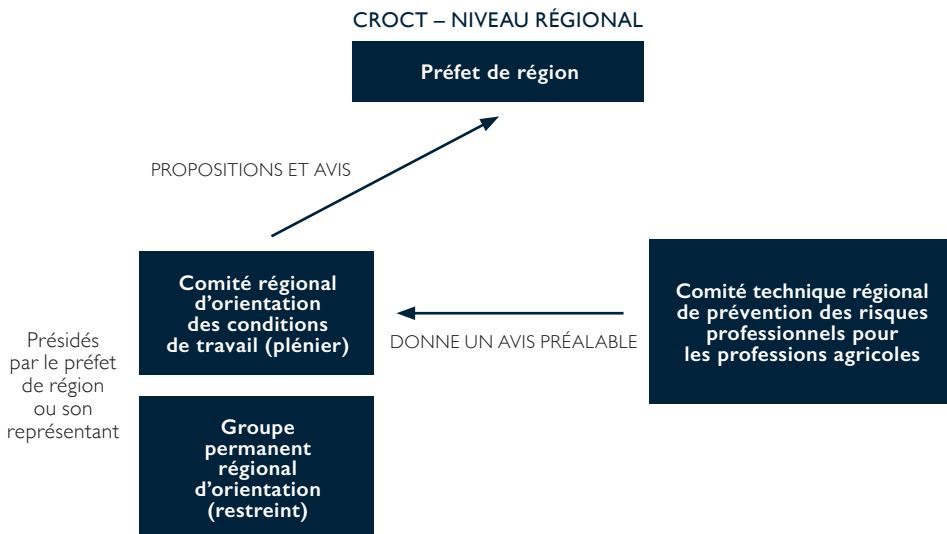 CROCT – NIVEAU RÉGIONAL
Préfet de région
PROPOSITIONS ET AVIS
Comité régional
d’orientation
des conditions
de travail (plénier)
DONNE UN AVIS PRÉALABLE
Comité technique régional
de prévention des risques
professionnels pour
les professions agricoles
Présidés
par le préfet
de région
ou son
représentant
Groupe
permanent
régional
d’orientation
(restreint)